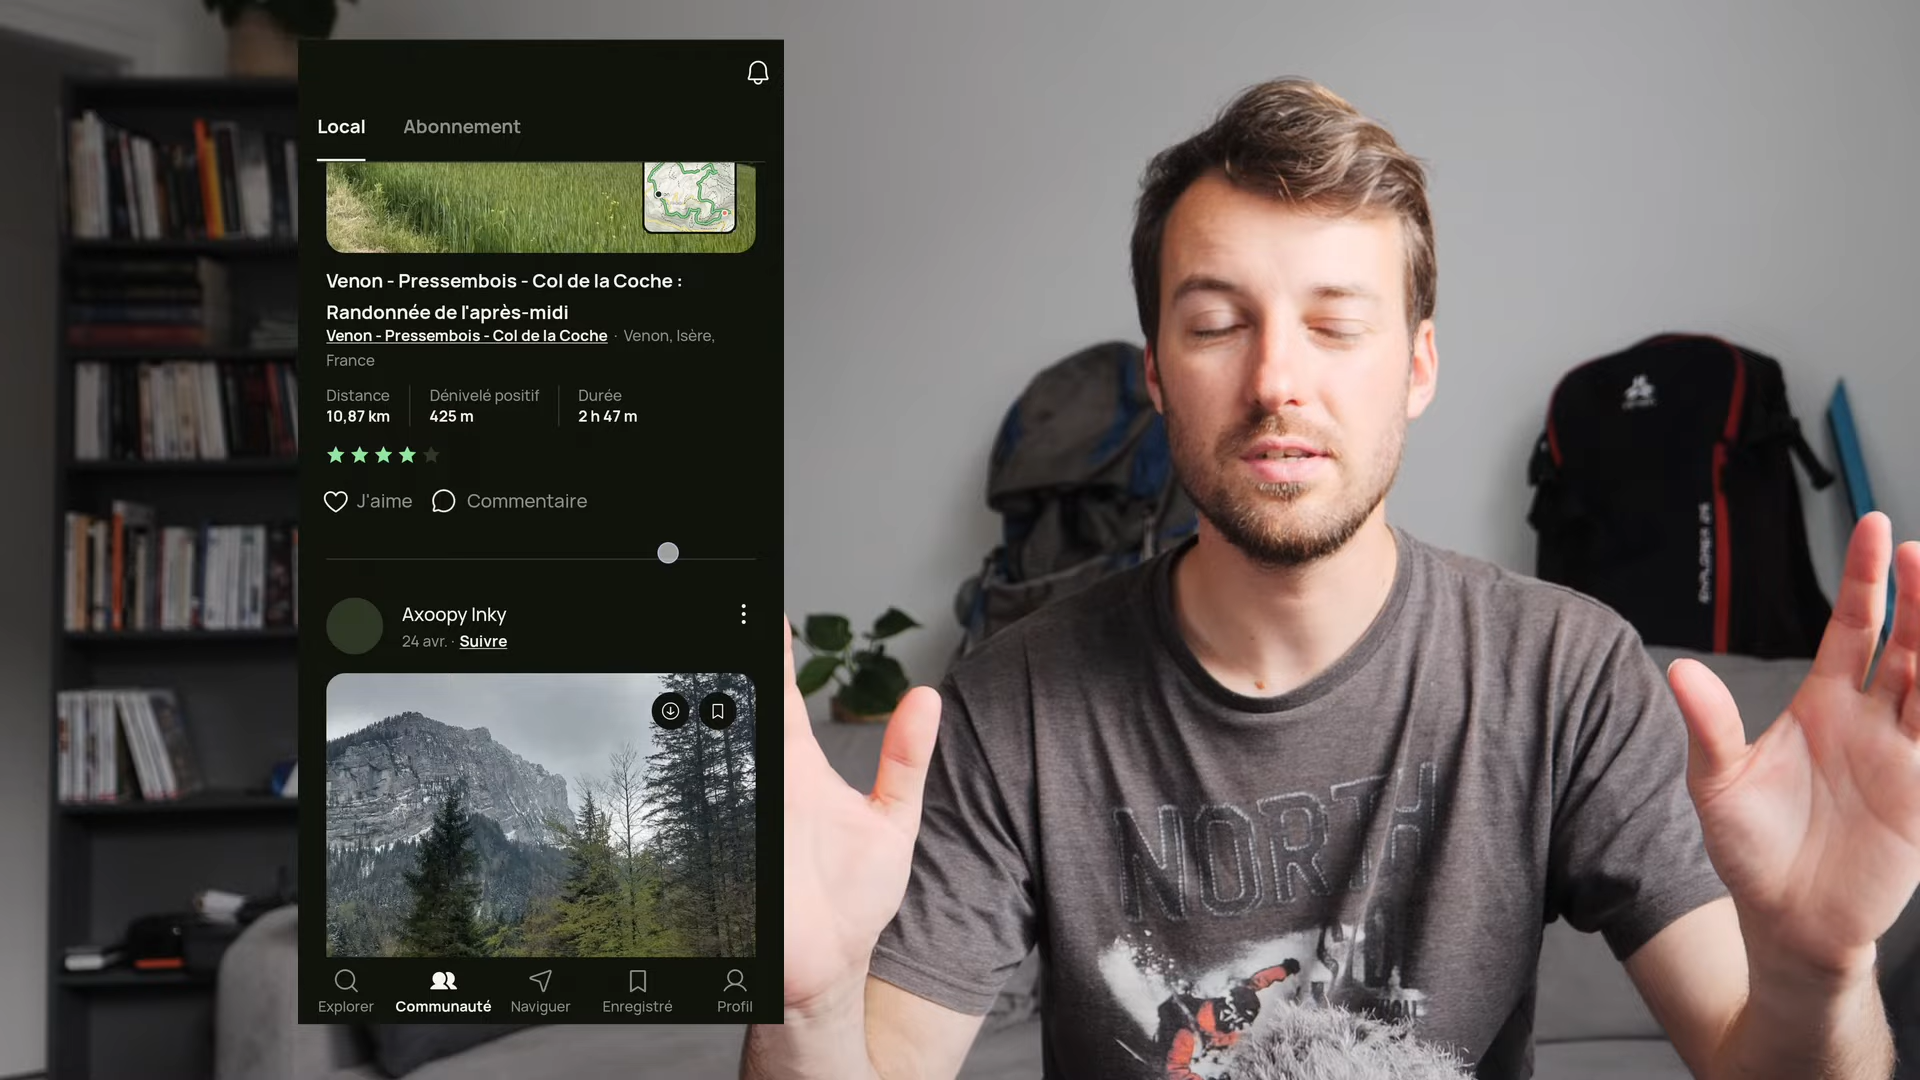 Local
Abonnement
Venon - Pressembois - Col de la Coche :
Randonnée de l'après-midi
Venon - Pressembois - Col de la Coche · Venon, Isère,
France
Distance
Dénivelé positif
Durée
10,87 km
425 m
2 h 47 m
J'aime
Commentaire
Axoopy Inky
24 avr. · Suivre
Explorer
Communauté
Naviguer
Enregistré
Profil
NORTH